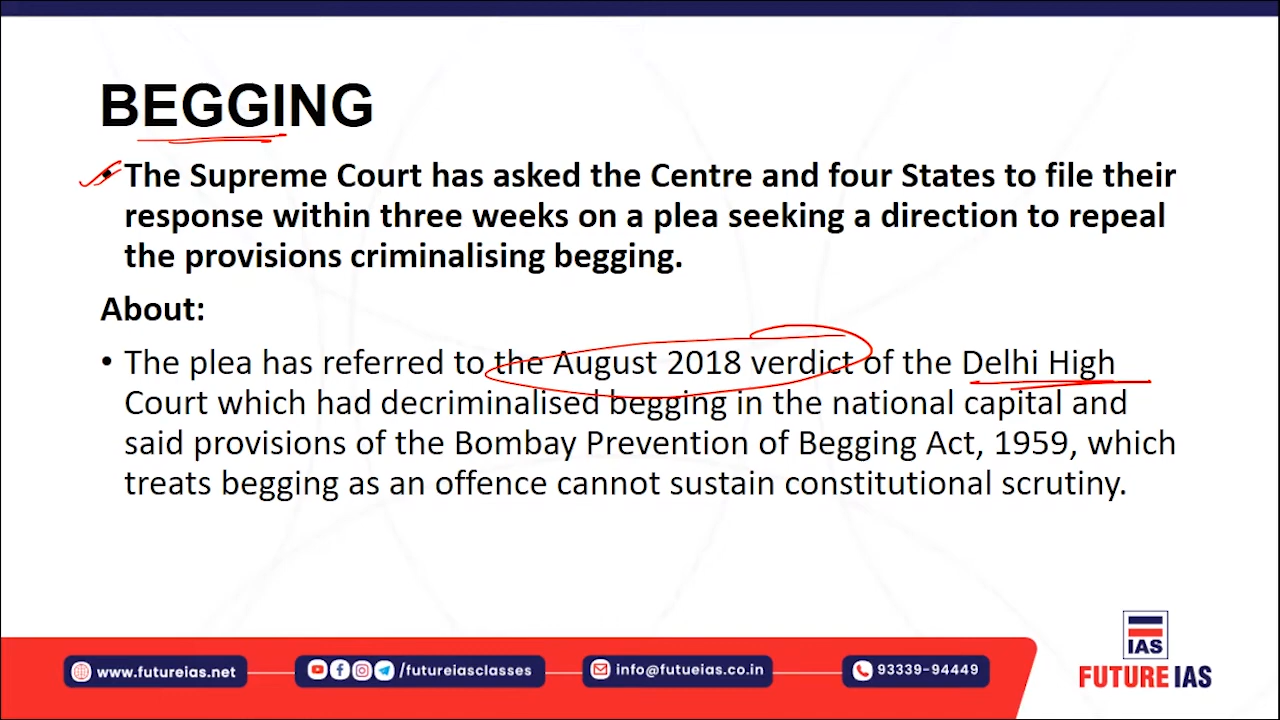 BEGGING
• The Supreme Court has asked the Centre and four States to file their
response within three weeks on a plea seeking a direction to repeal
the provisions criminalising begging.
About:
• The plea has referred to the August 2018 verdict of the Delhi High
Court which had decriminalised begging in the national capital and
said provisions of the Bombay Prevention of Begging Act, 1959, which
treats begging as an offence cannot sustain constitutional scrutiny.
IAS
www.futureias.net
/futureiasclasses
info@futueias.co.in
93339-94449
FUTURE IAS